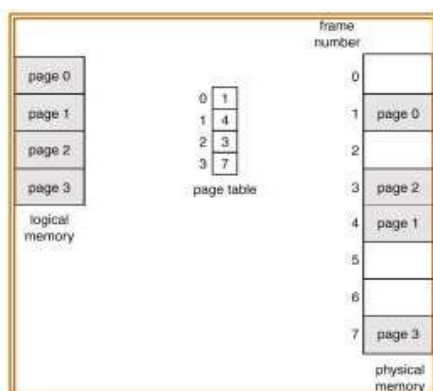 page 0
page 1
page 2
page 3
logical
memory
0 1
1 4
2 3
3 7
page table
frame
number
0
1 page 0
2
3 page 2
4 page 1
5
6
7 page 3
physical
memory